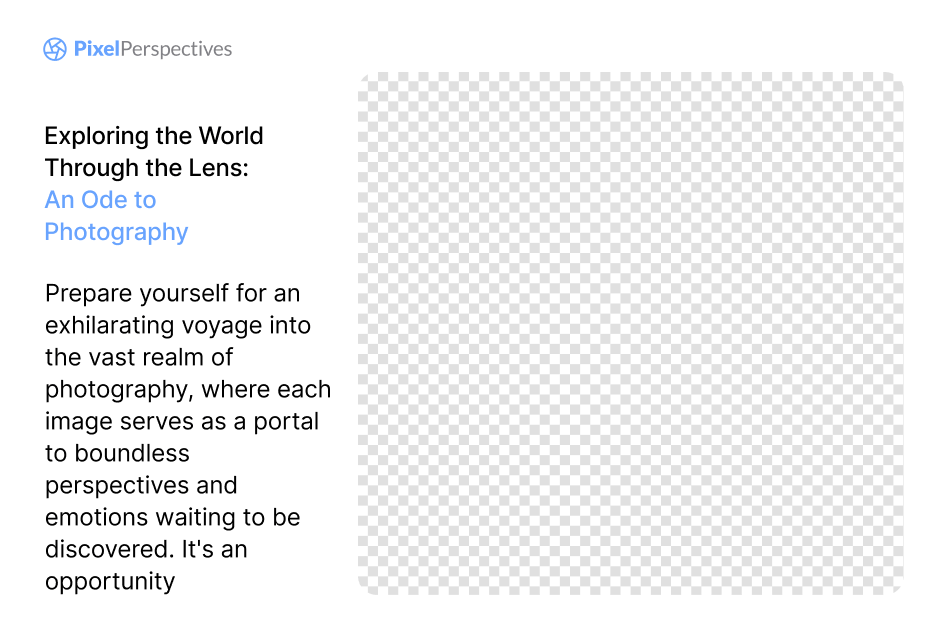 PixelPerspectives
Exploring the World
Through the Lens:
An Ode to
Photography
Prepare yourself for an
exhilarating voyage into
the vast realm of
photography, where each
image serves as a portal
to boundless
perspectives and
emotions waiting to be
discovered. It's an
opportunity